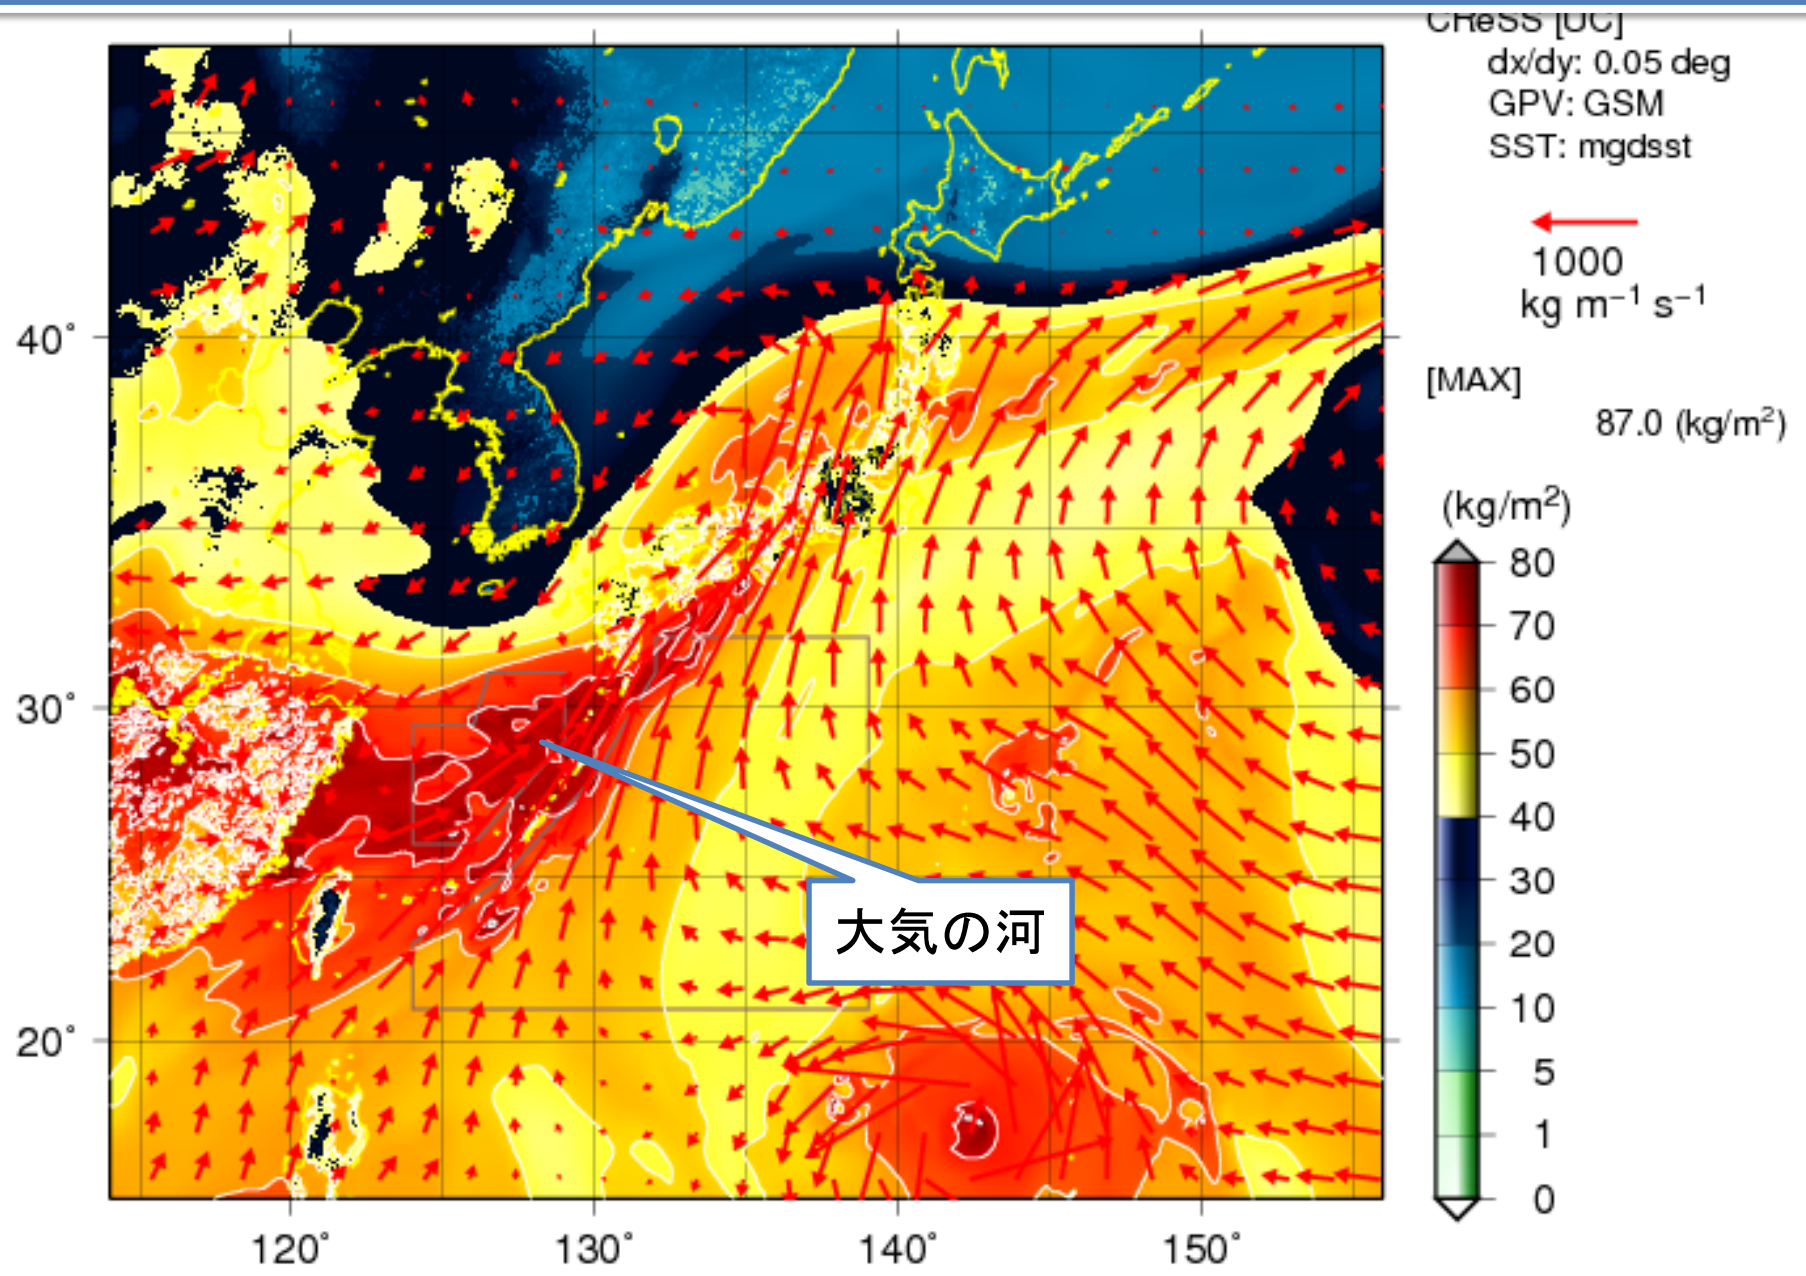 CReSS [UC]
dx/dy: 0.05 deg
GPV: GSM
SST: mgdsst
1000
kg m⁻¹ s⁻¹
[MAX]
87.0 (kg/m²)
(kg/m²)
80
70
60
50
40
30
20
10
5
1
0
40°
30°
20°
120°
130°
140°
150°
大気の河